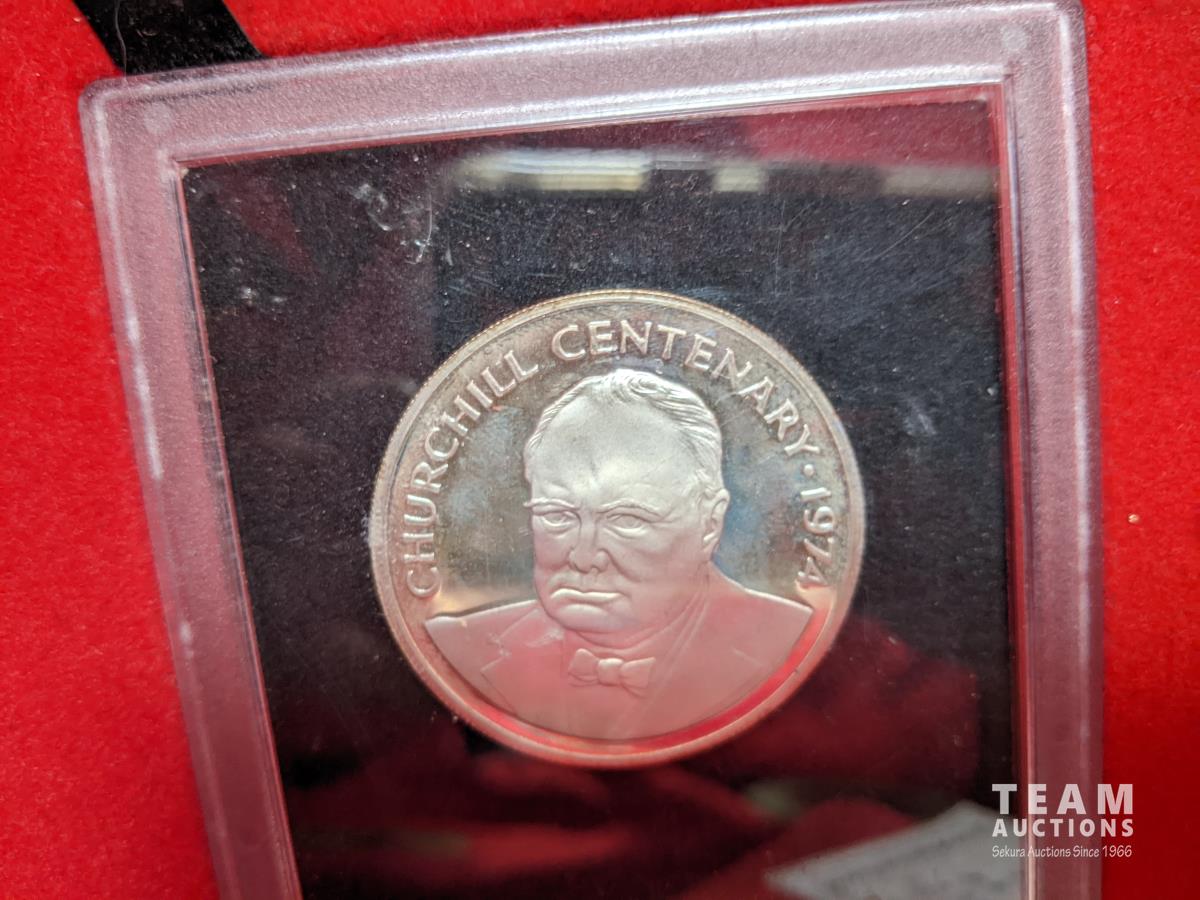 CHURCHILL CENTENARY · 1974
TEAM
AUCTIONS
Sekura Auctions Since 1966